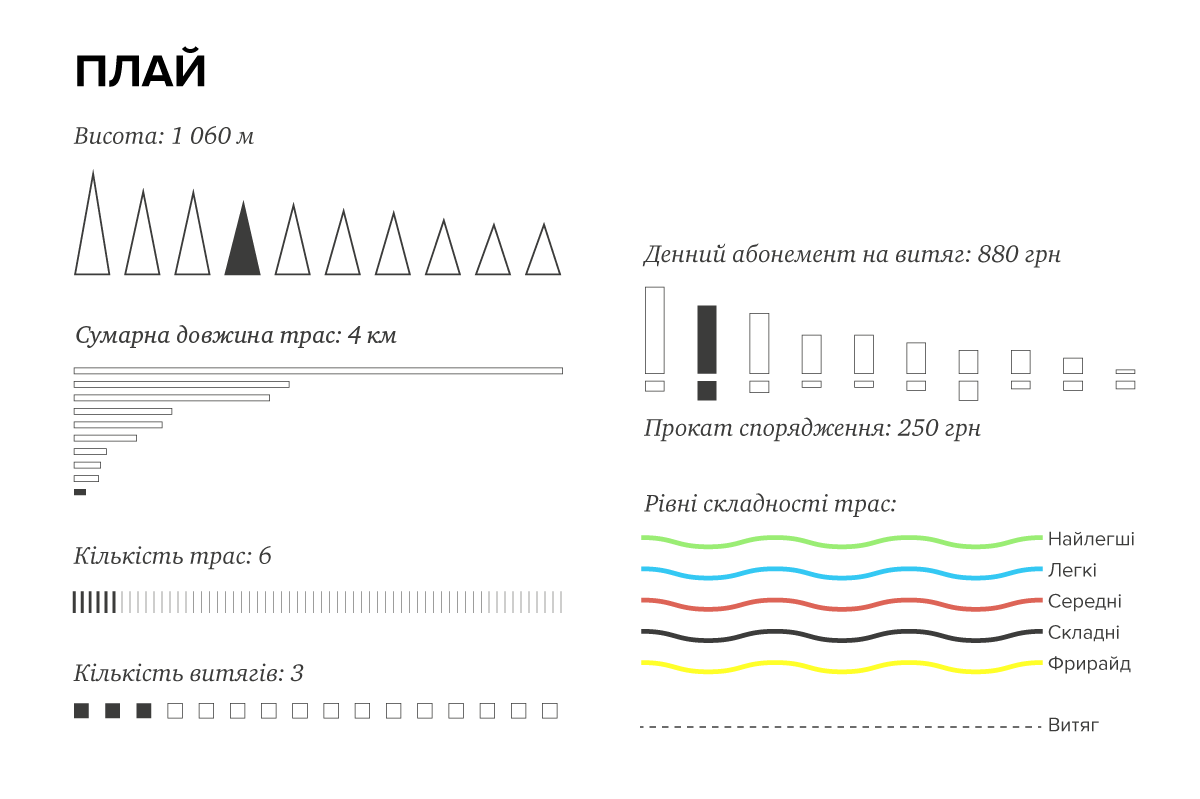 ПЛАЙ
Висота: 1 060 м
Сумарна довжина трас: 4 км
Кількість трас: 6
Кількість витягів: 3
Денний абонемент на витяг: 880 грн
Прокат спорядження: 250 грн
Рівні складності трас:
Найлегші
Легкі
Середні
Складні
Фрирайд
Витяг